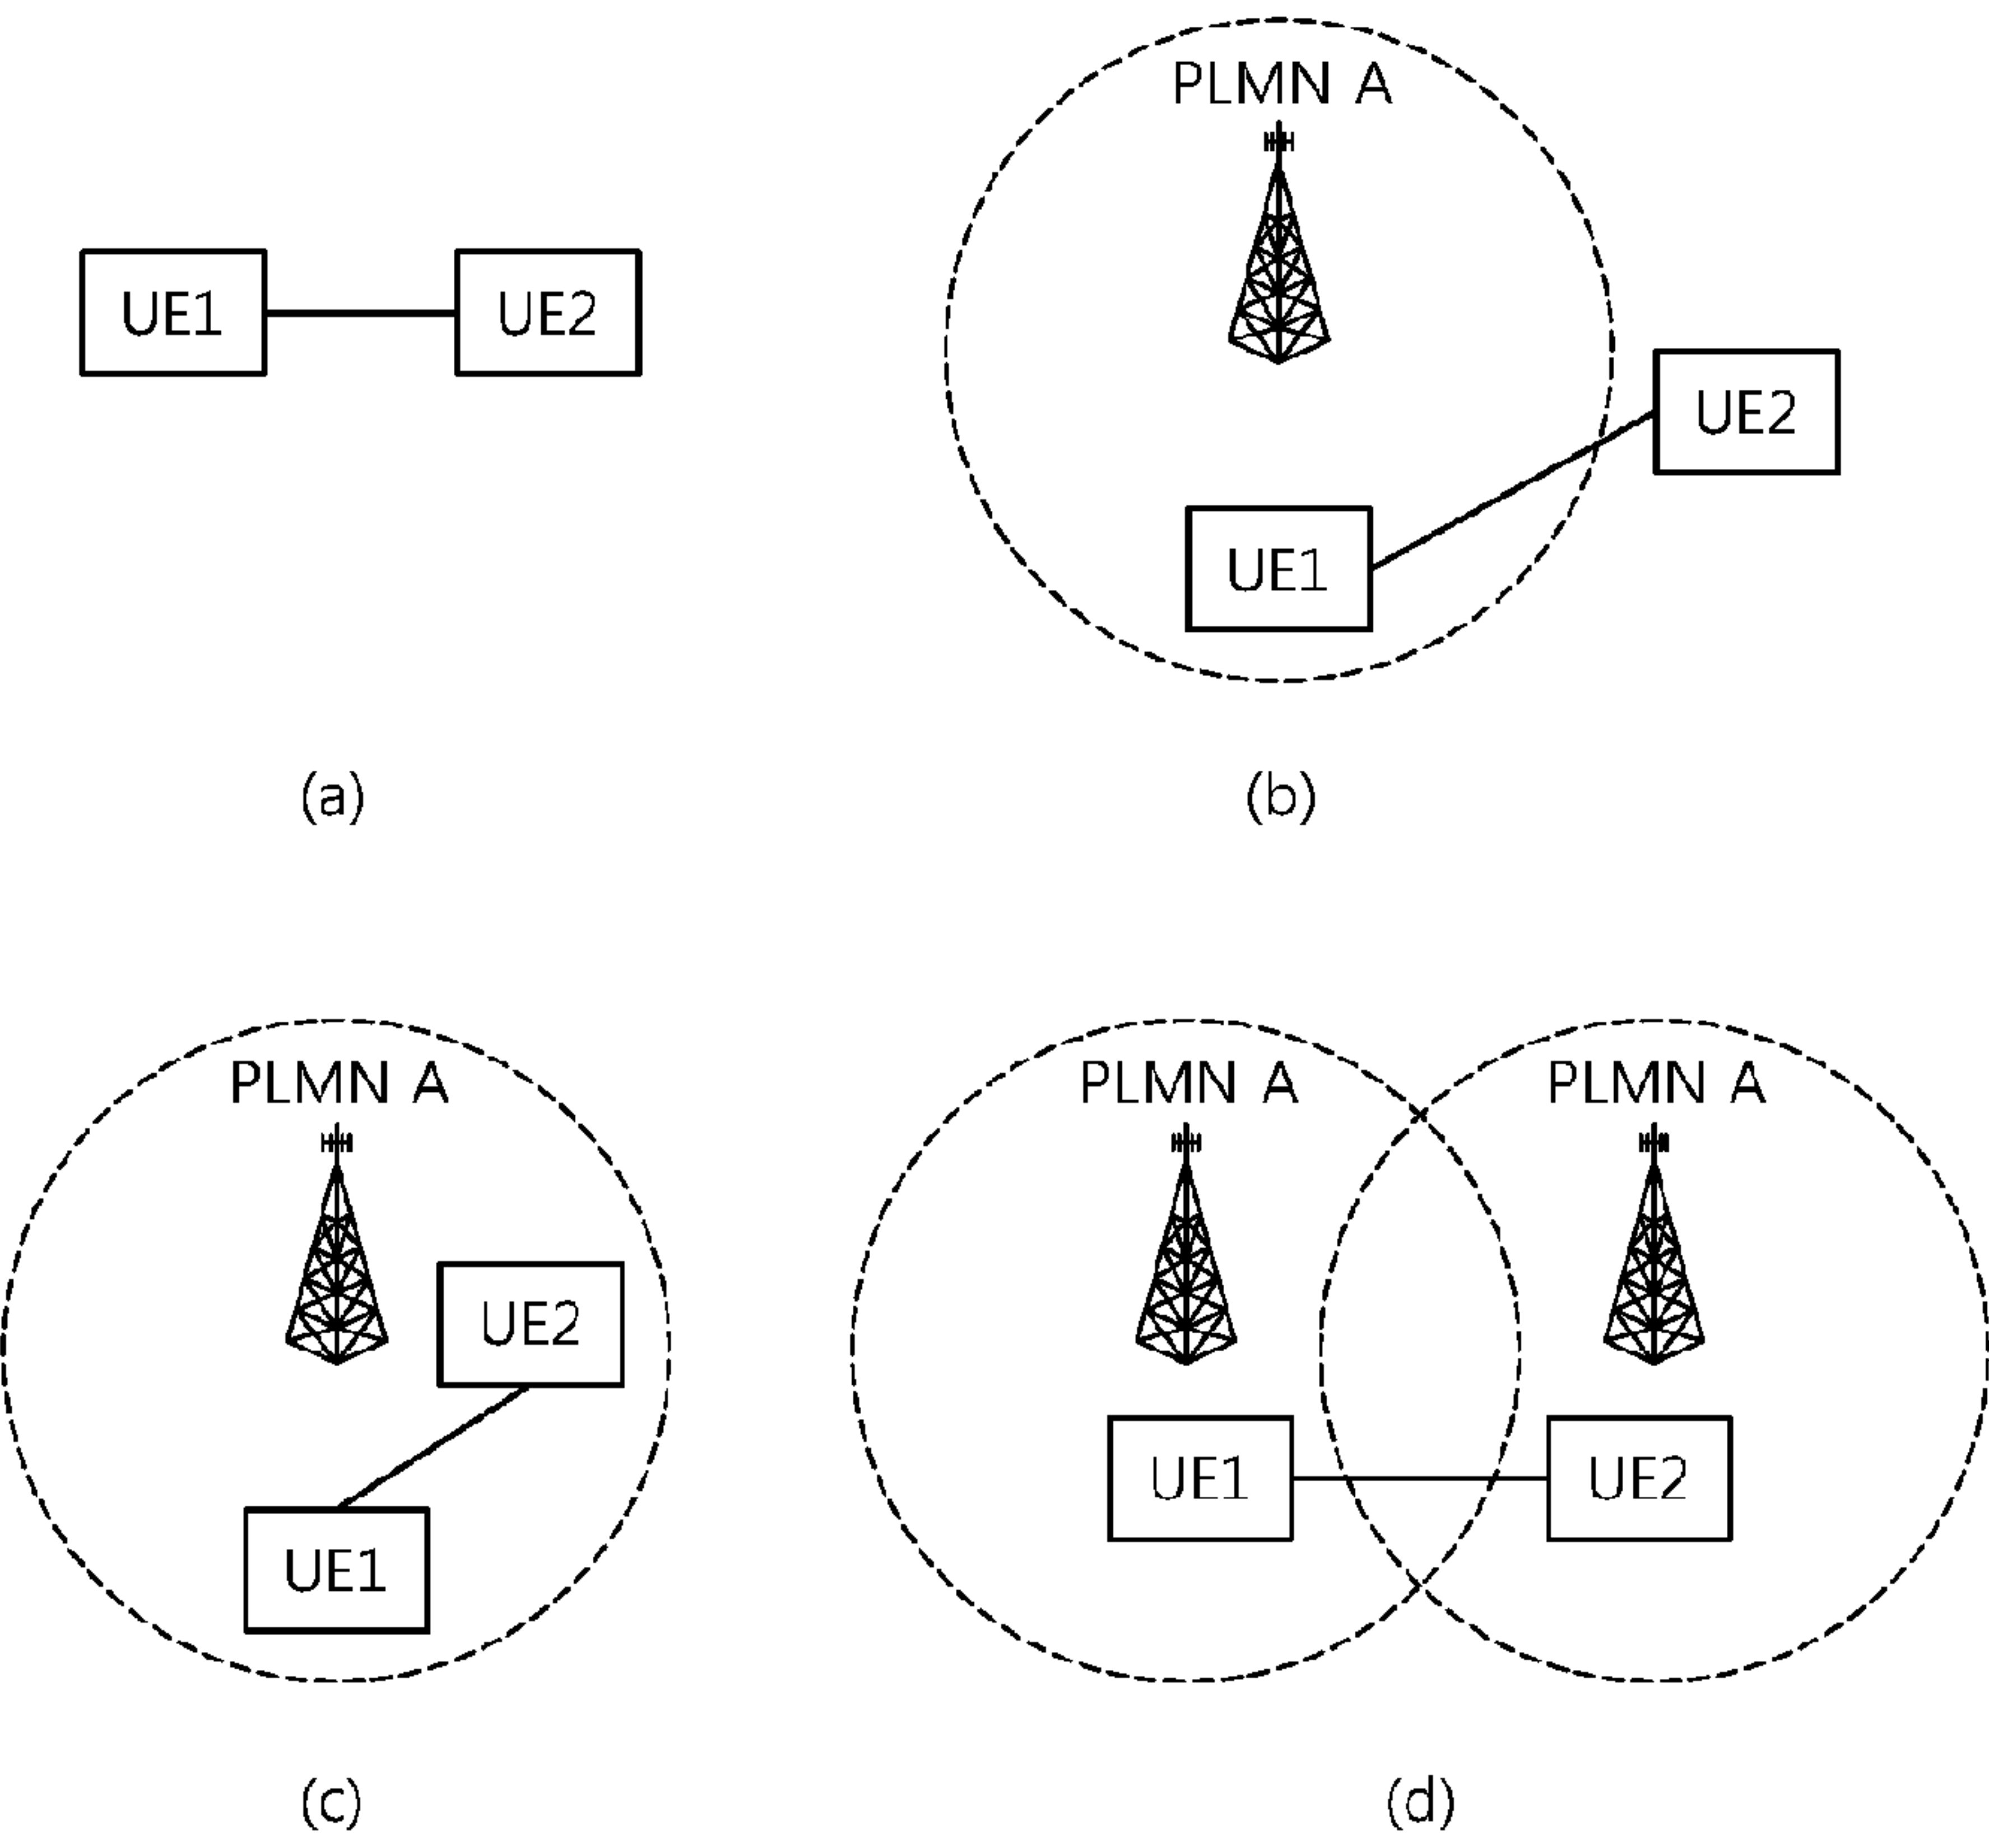 PLMN A
UE1 UE2
UE2
UE1
(a) (b)
PLMN A PLMN A PLMN A
UE2
UE1 UE2
UE1
(c) (d)